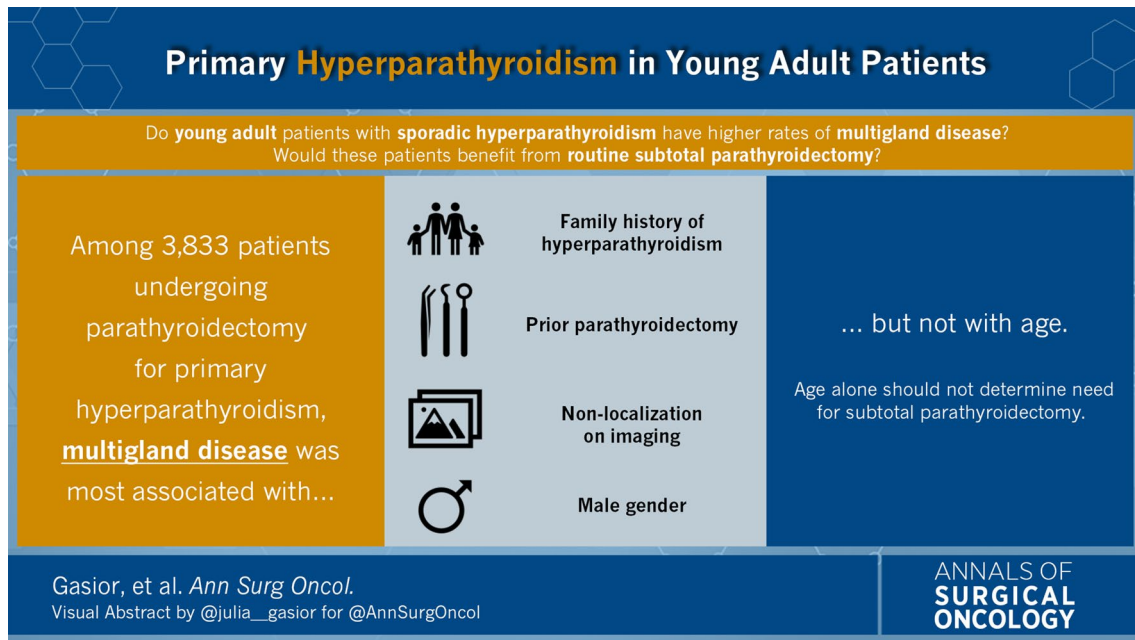 Primary Hyperparathyroidism in Young Adult Patients
Do young adult patients with sporadic hyperparathyroidism have higher rates of multigland disease?
Would these patients benefit from routine subtotal parathyroidectomy?
Among 3,833 patients
undergoing
parathyroidectomy
for primary
hyperparathyroidism,
multigland disease was
most associated with...
Family history of
hyperparathyroidism
Prior parathyroidectomy
Non-localization
on imaging
Male gender
... but not with age.
Age alone should not determine need
for subtotal parathyroidectomy.
Gasior, et al. Ann Surg Oncol.
Visual Abstract by @julia__gasior for @AnnSurgOncol
ANNALS OF
SURGICAL
ONCOLOGY